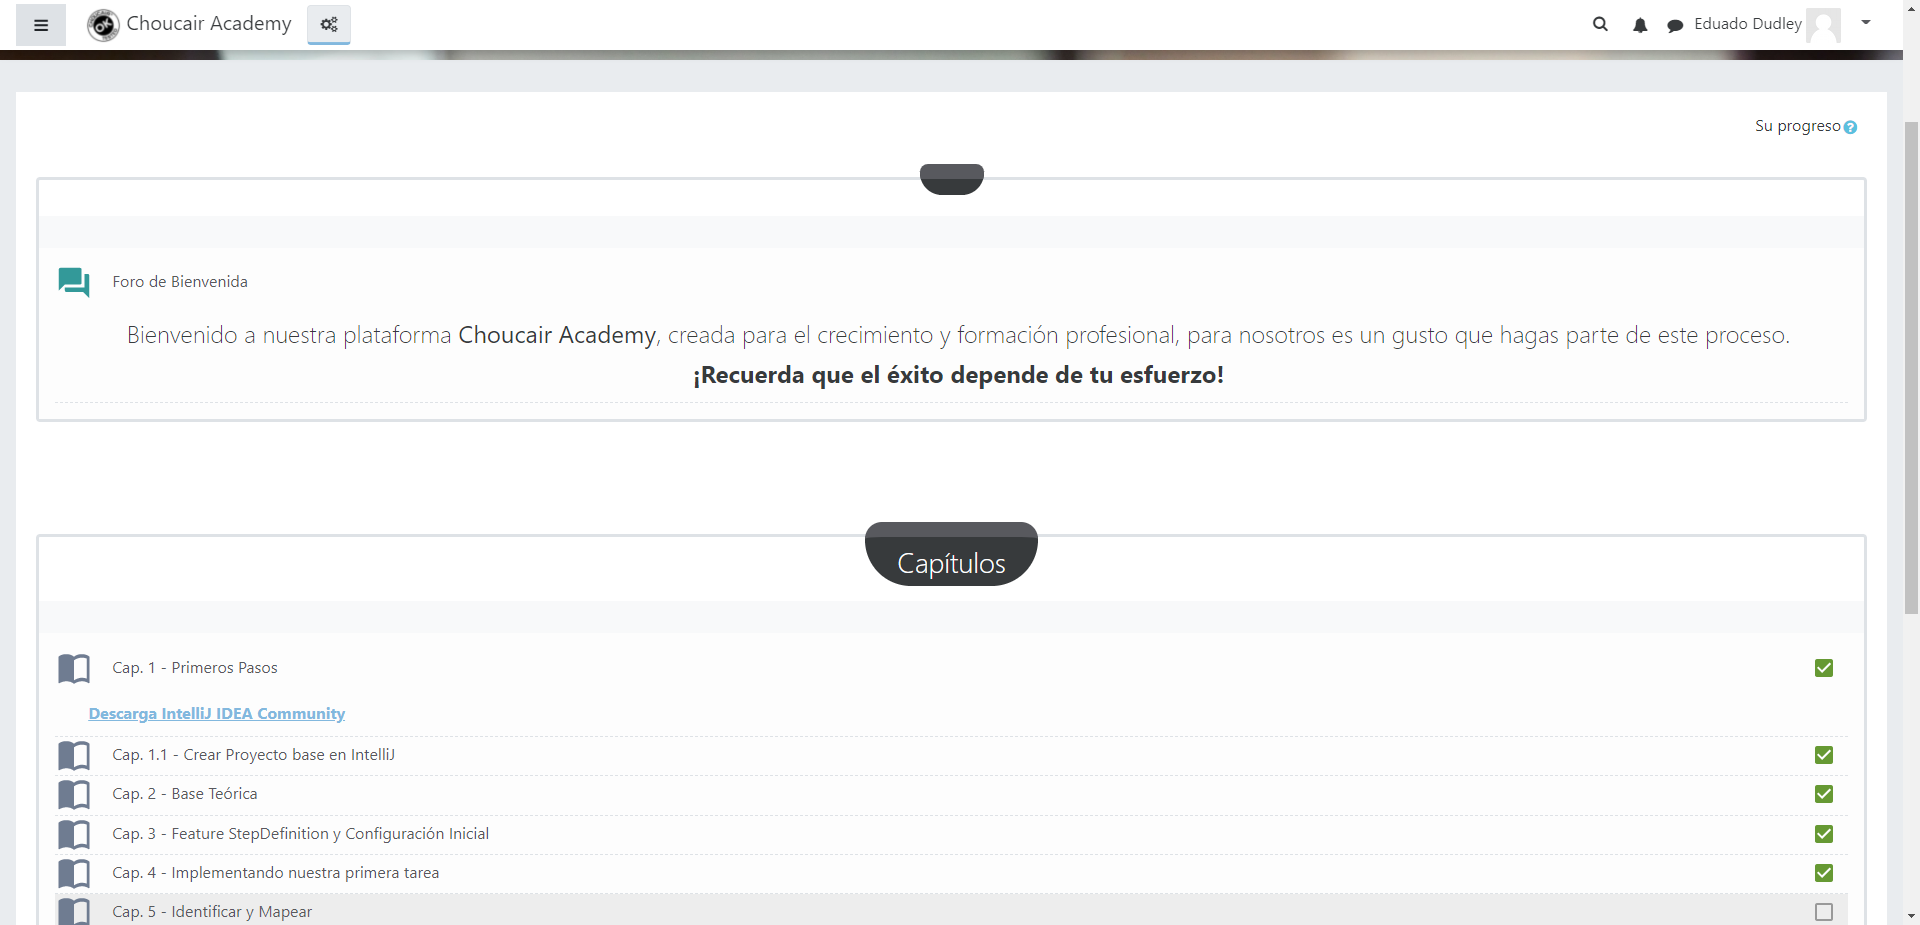 Choucair Academy
Eduado Dudley
Su progreso
Foro de Bienvenida
Bienvenido a nuestra plataforma Choucair Academy, creada para el crecimiento y formación profesional, para nosotros es un gusto que hagas parte de este proceso.
¡Recuerda que el éxito depende de tu esfuerzo!
Capítulos
Cap. 1 - Primeros Pasos
Descarga IntelliJ IDEA Community
Cap. 1.1 - Crear Proyecto base en IntelliJ
Cap. 2 - Base Teórica
Cap. 3 - Feature StepDefinition y Configuración Inicial
Cap. 4 - Implementando nuestra primera tarea
Cap. 5 - Identificar y Mapear